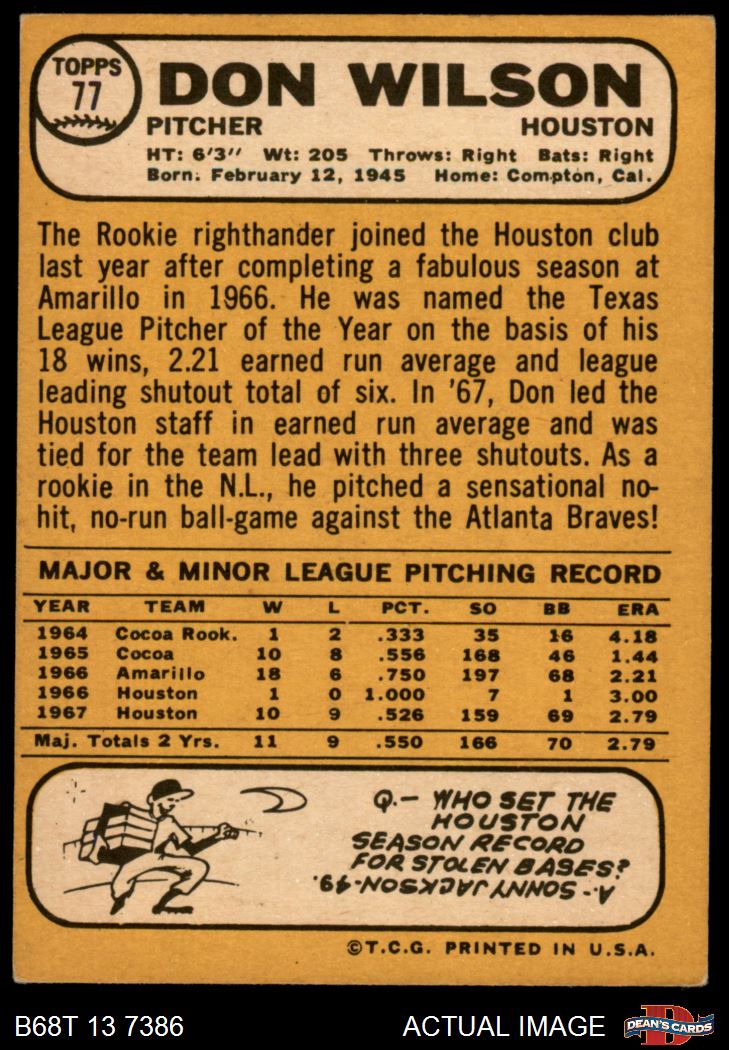 TOPPS
77
DON WILSON
PITCHER HOUSTON
HT: 6'3" Wt: 205 Throws: Right Bats: Right
Born: February 12, 1945 Home: Compton, Cal.
The Rookie righthander joined the Houston club
last year after completing a fabulous season at
Amarillo in 1966. He was named the Texas
League Pitcher of the Year on the basis of his
18 wins, 2.21 earned run average and league
leading shutout total of six. In '67, Don led the
Houston staff in earned run average and was
tied for the team lead with three shutouts. As a
rookie in the N.L., he pitched a sensational no-
hit, no-run ball-game against the Atlanta Braves!
MAJOR & MINOR LEAGUE PITCHING RECORD
YEAR TEAM W L PCT. SO BB ERA
1964 Cocoa Rook. 1 2 .333 35 16 4.18
1965 Cocoa 10 8 .556 168 46 1.44
1966 Amarillo 18 6 .750 197 68 2.21
1966 Houston 1 0 1.000 7 1 3.00
1967 Houston 10 9 .526 159 69 2.79
Maj. Totals 2 Yrs. 11 9 .550 166 70 2.79
Q.- WHO SET THE
HOUSTON
SEASON RECORD
FOR STOLEN BASES?
A.- SONNY JACKSON-49.
©T.C.G. PRINTED IN U.S.A.
B68T 13 7386 ACTUAL IMAGE
D
DEAN'S CARDS